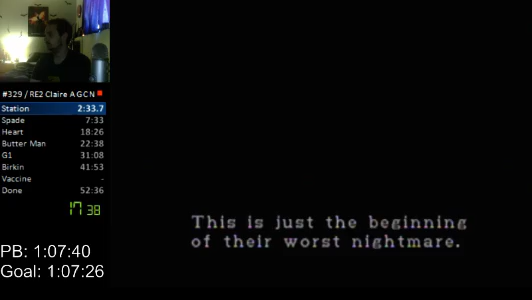 #329 / RE2 Claire A GCN
Station 2:33.7
Spade 7:33
Heart 18:26
Butter Man 22:38
G1 31:08
Birkin 41:53
Vaccine -
Done 52:36
17 38
PB: 1:07:40
Goal: 1:07:26
This is just the beginning
of their worst nightmare.